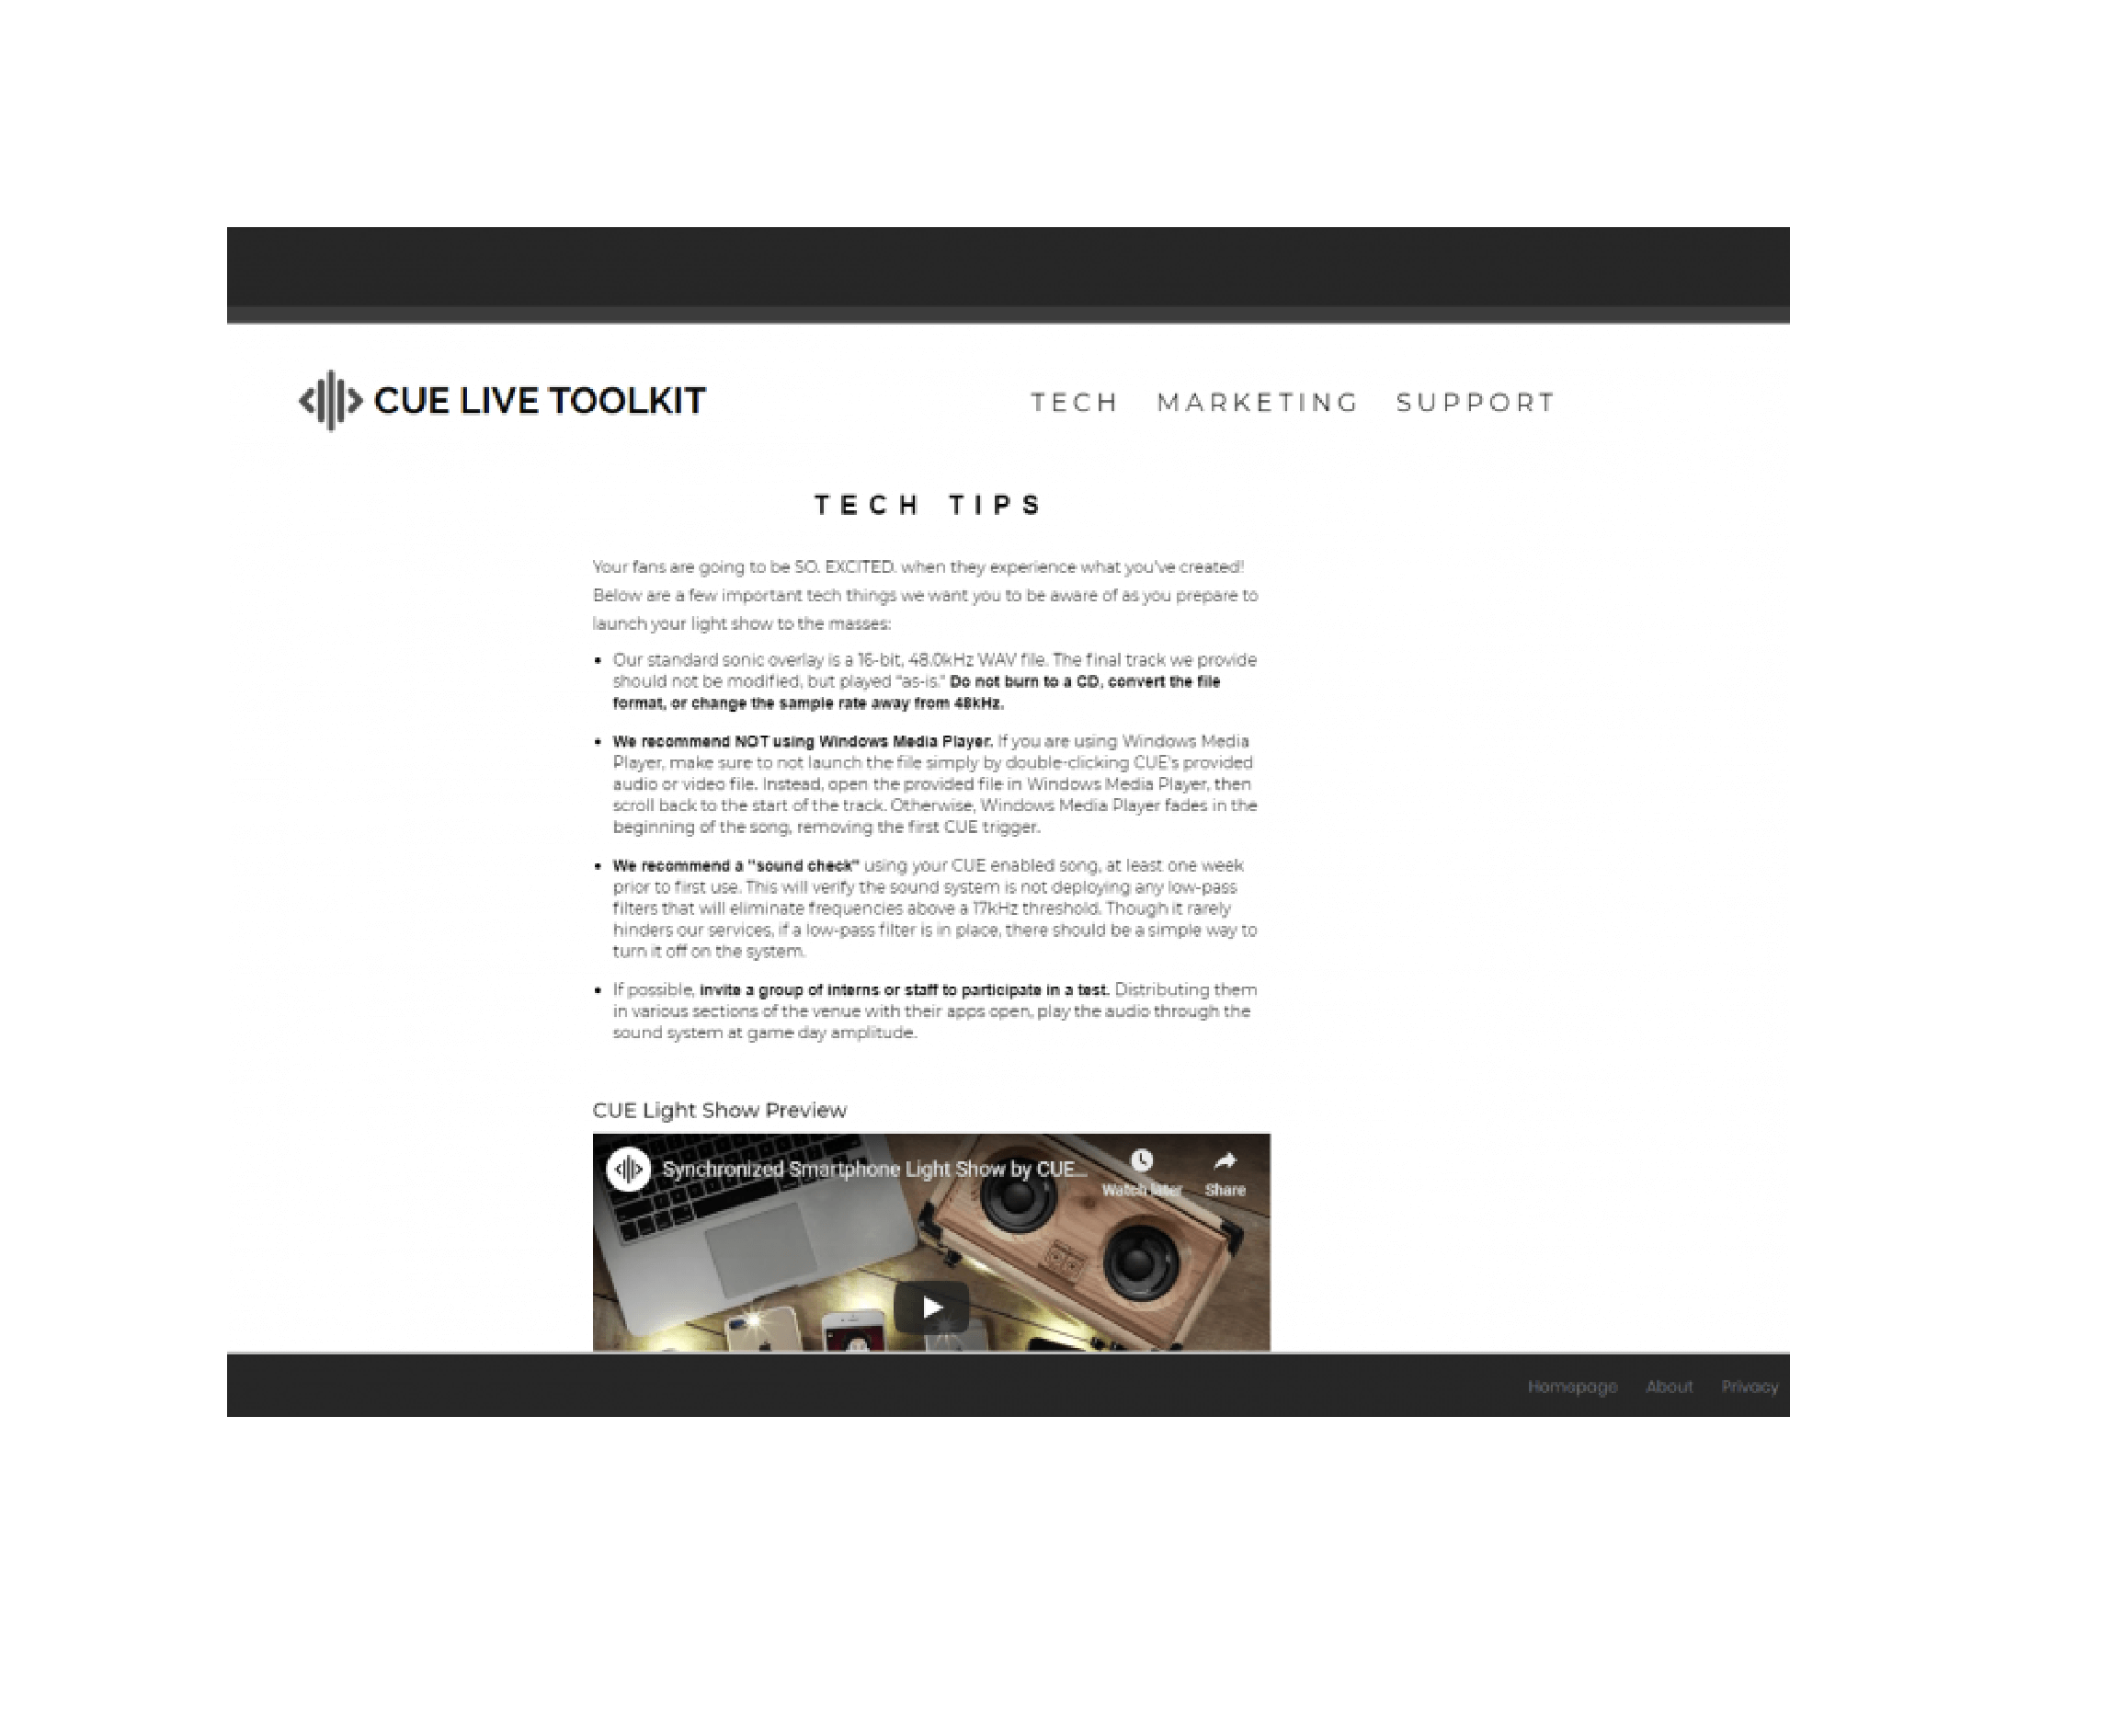 CUE LIVE TOOLKIT
TECH MARKETING SUPPORT
TECH TIPS
Your fans are going to be SO. EXCITED. when they experience what you've created!
Below are a few important tech things we want you to be aware of as you prepare to
launch your light show to the masses:
• Our standard sonic overlay is a 16-bit, 48.0kHz WAV file. The final track we provide
should not be modified, but played "as-is." Do not burn to a CD, convert the file
format, or change the sample rate away from 48kHz.
• We recommend NOT using Windows Media Player. If you are using Windows Media
Player, make sure to not launch the file simply by double-clicking CUE's provided
audio or video file. Instead, open the provided file in Windows Media Player, then
scroll back to the start of the track. Otherwise, Windows Media Player fades in the
beginning of the song, removing the first CUE trigger.
• We recommend a "sound check" using your CUE enabled song, at least one week
prior to first use. This will verify the sound system is not deploying any low-pass
filters that will eliminate frequencies above a 17kHz threshold. Though it rarely
hinders our services, if a low-pass filter is in place, there should be a simple way to
turn it off on the system.
• If possible, invite a group of interns or staff to participate in a test. Distributing them
in various sections of the venue with their apps open, play the audio through the
sound system at game day amplitude.
CUE Light Show Preview
Synchronized Smartphone Light Show by CUE...
Watch later Share
Homepage About Privacy